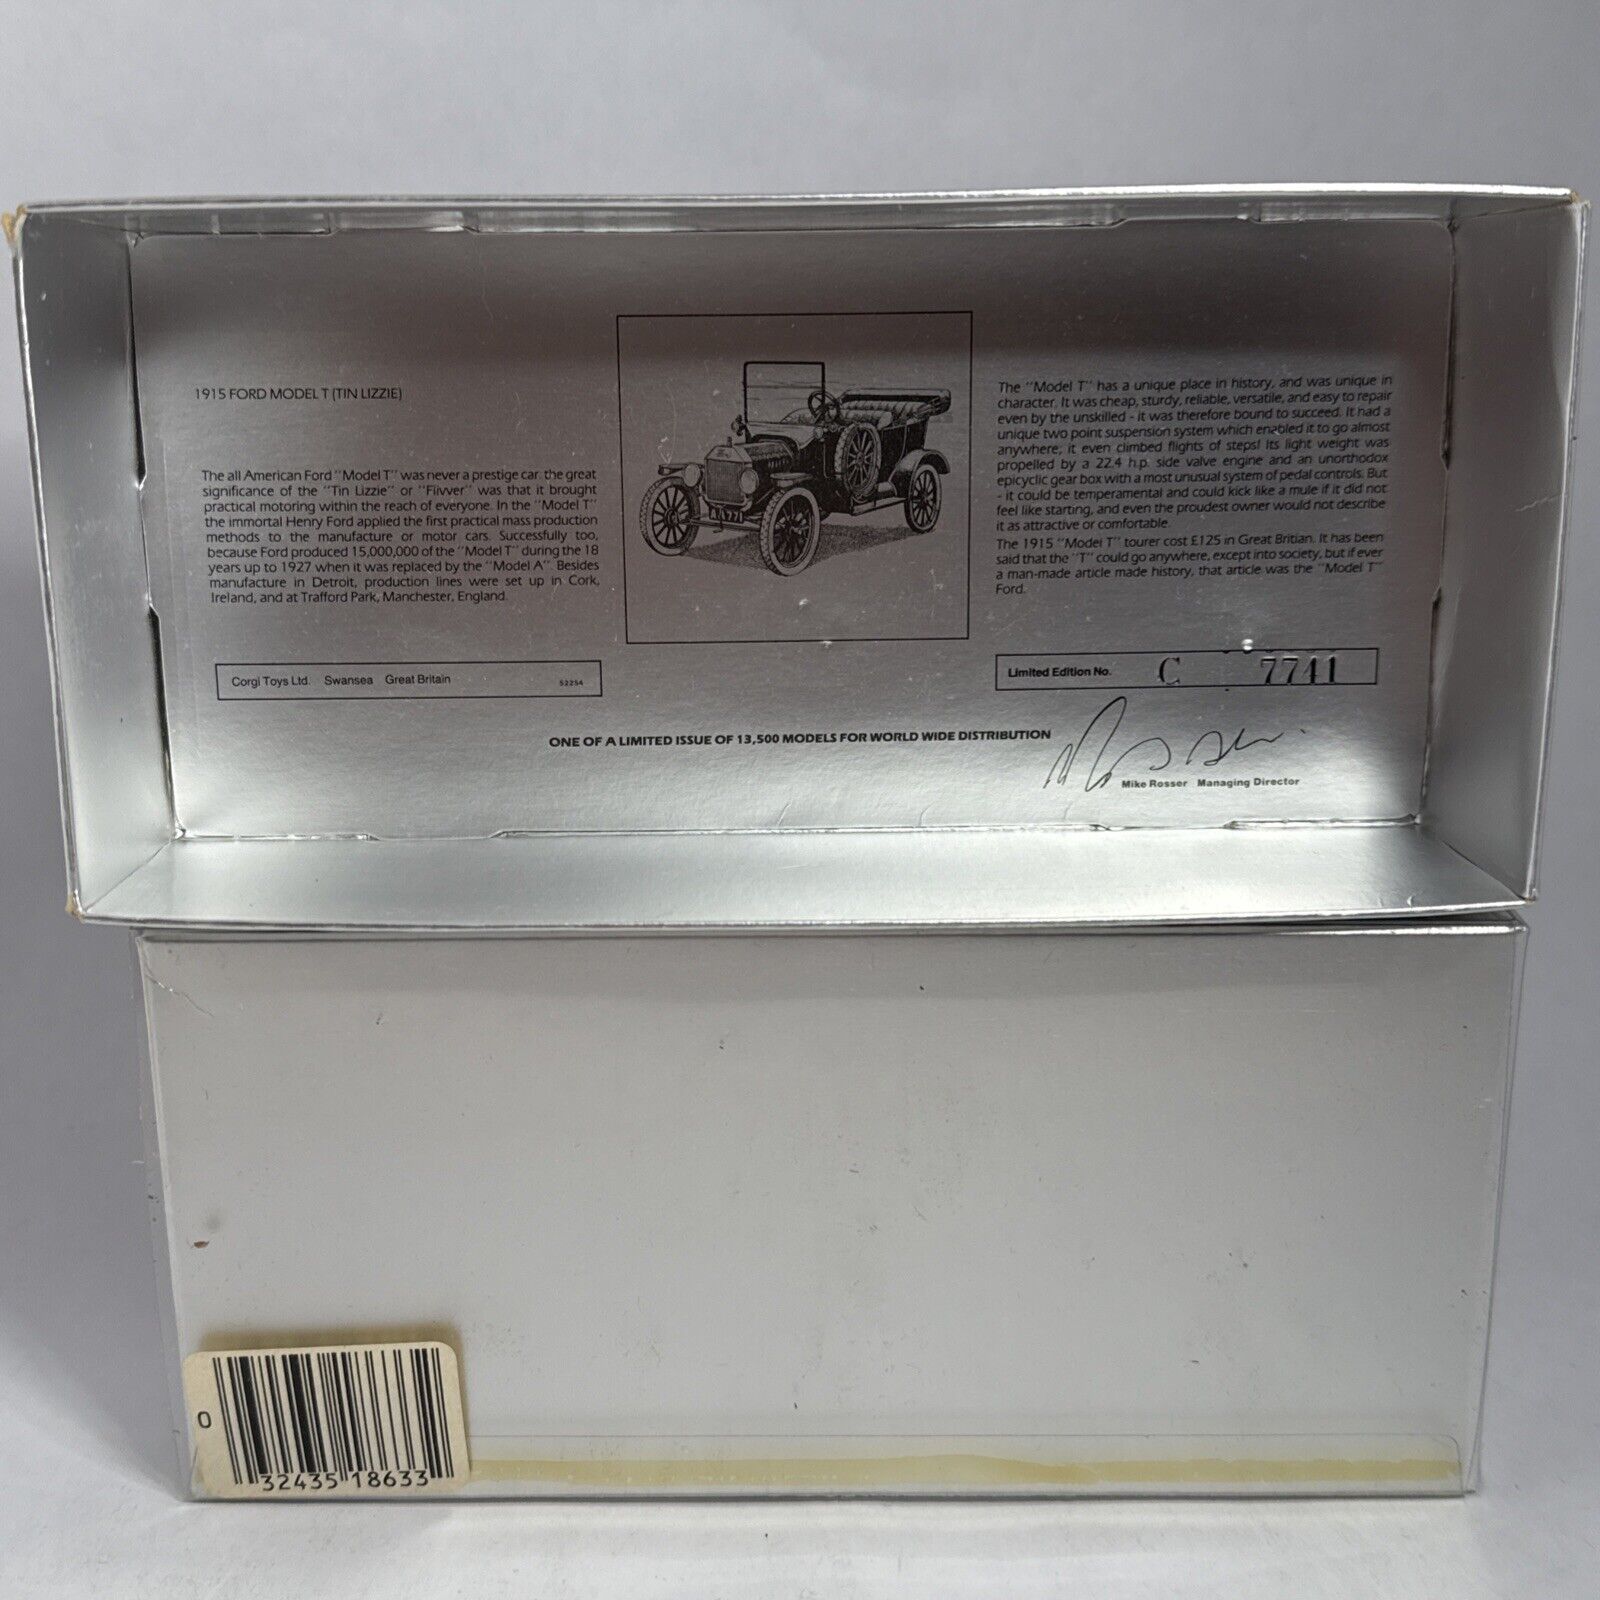 1915 FORD MODEL T (TIN LIZZIE)
The all American Ford "Model T" was never a prestige car: the great
significance of the "Tin Lizzie" or "Flivver" was that it brought
practical motoring within the reach of everyone. In the "Model T"
the immortal Henry Ford applied the first practical mass production
methods to the manufacture or motor cars. Successfully too,
because Ford produced 15,000,000 of the "Model T" during the 18
years up to 1927 when it was replaced by the "Model A". Besides
manufacture in Detroit, production lines were set up in Cork,
Ireland, and at Trafford Park, Manchester, England.
Corgi Toys Ltd. Swansea Great Britain 52254
The "Model T" has a unique place in history, and was unique in
character. It was cheap, sturdy, reliable, versatile, and easy to repair
even by the unskilled - it was therefore bound to succeed. It had a
unique two point suspension system which enabled it to go almost
anywhere; it even climbed flights of steps! Its light weight was
propelled by a 22.4 h.p. side valve engine and an unorthodox
epicyclic gear box with a most unusual system of pedal controls. But
- it could be temperamental and could kick like a mule if it did not
feel like starting, and even the proudest owner would not describe
it as attractive or comfortable.
The 1915 "Model T" tourer cost £125 in Great Britian. It has been
said that the "T" could go anywhere, except into society, but if ever
a man-made article made history, that article was the "Model T"
Ford.
Limited Edition No. C 7741
ONE OF A LIMITED ISSUE OF 13,500 MODELS FOR WORLD WIDE DISTRIBUTION
Mike Rosser Managing Director
0 32435 18633